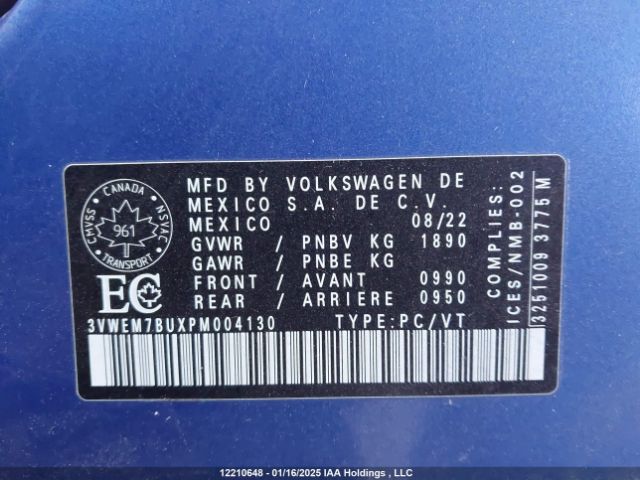 CANADA
CMVSS 961 NSVAC
TRANSPORT
EC
MFD BY VOLKSWAGEN DE
MEXICO S.A. DE C.V.
MEXICO 08/22
GVWR / PNBV KG 1890
GAWR / PNBE KG
FRONT / AVANT 0990
REAR / ARRIERE 0950
3VWEM7BUXPM004130 TYPE:PC/VT
COMPLIES:
ICES/NMB-002
3251009 3775M
12210648 - 01/16/2025 IAA Holdings , LLC